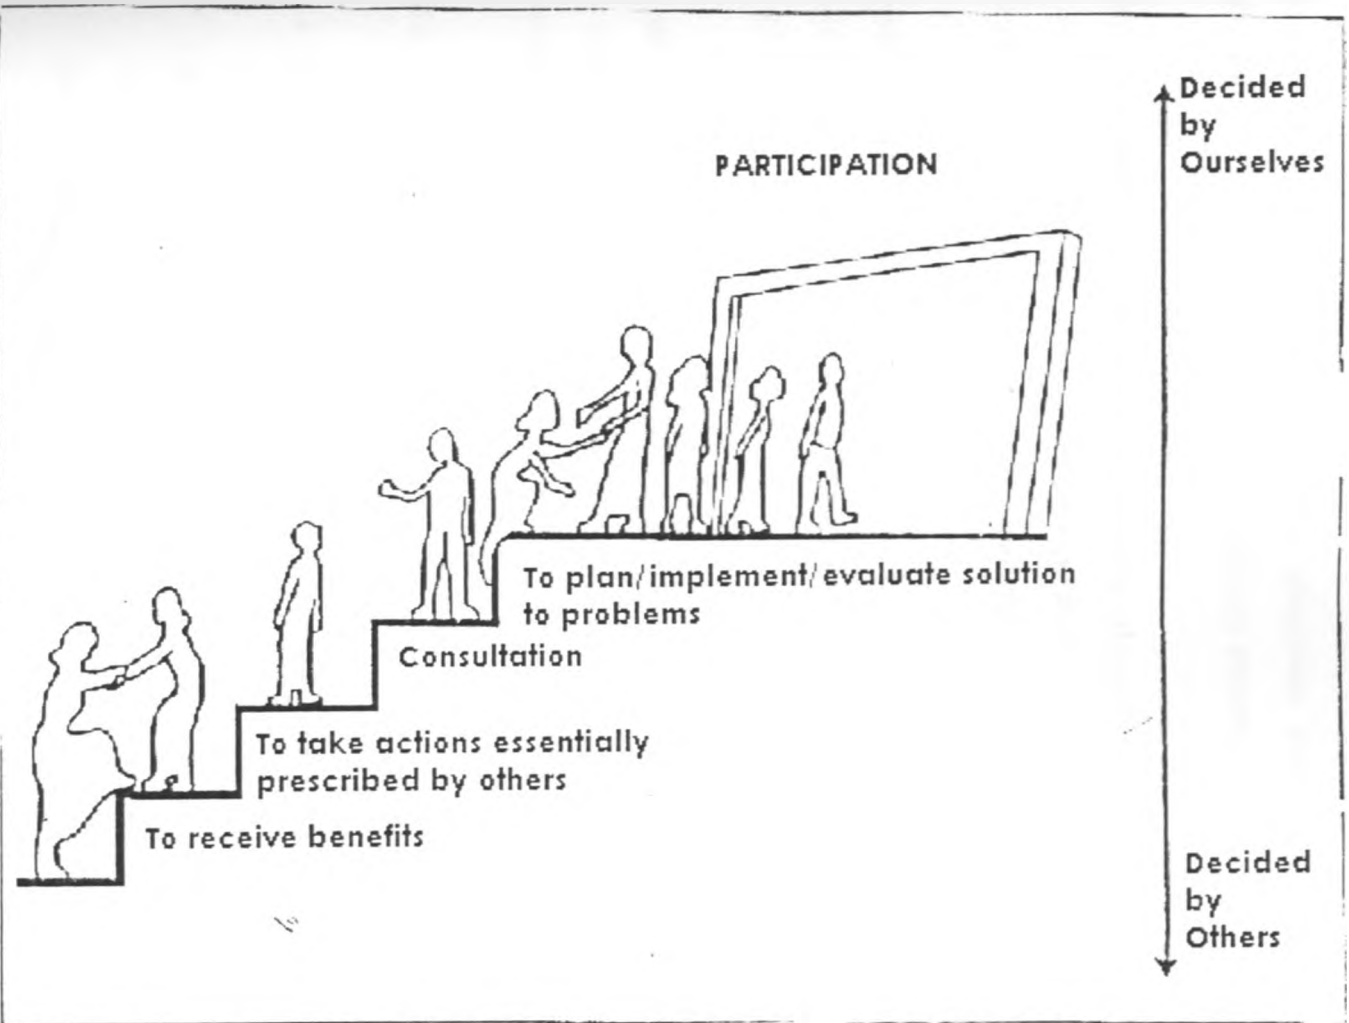 Decided
by
Ourselves
PARTICIPATION
To plan/implement/evaluate solution
to problems
Consultation
To take actions essentially
prescribed by others
To receive benefits
Decided
by
Others